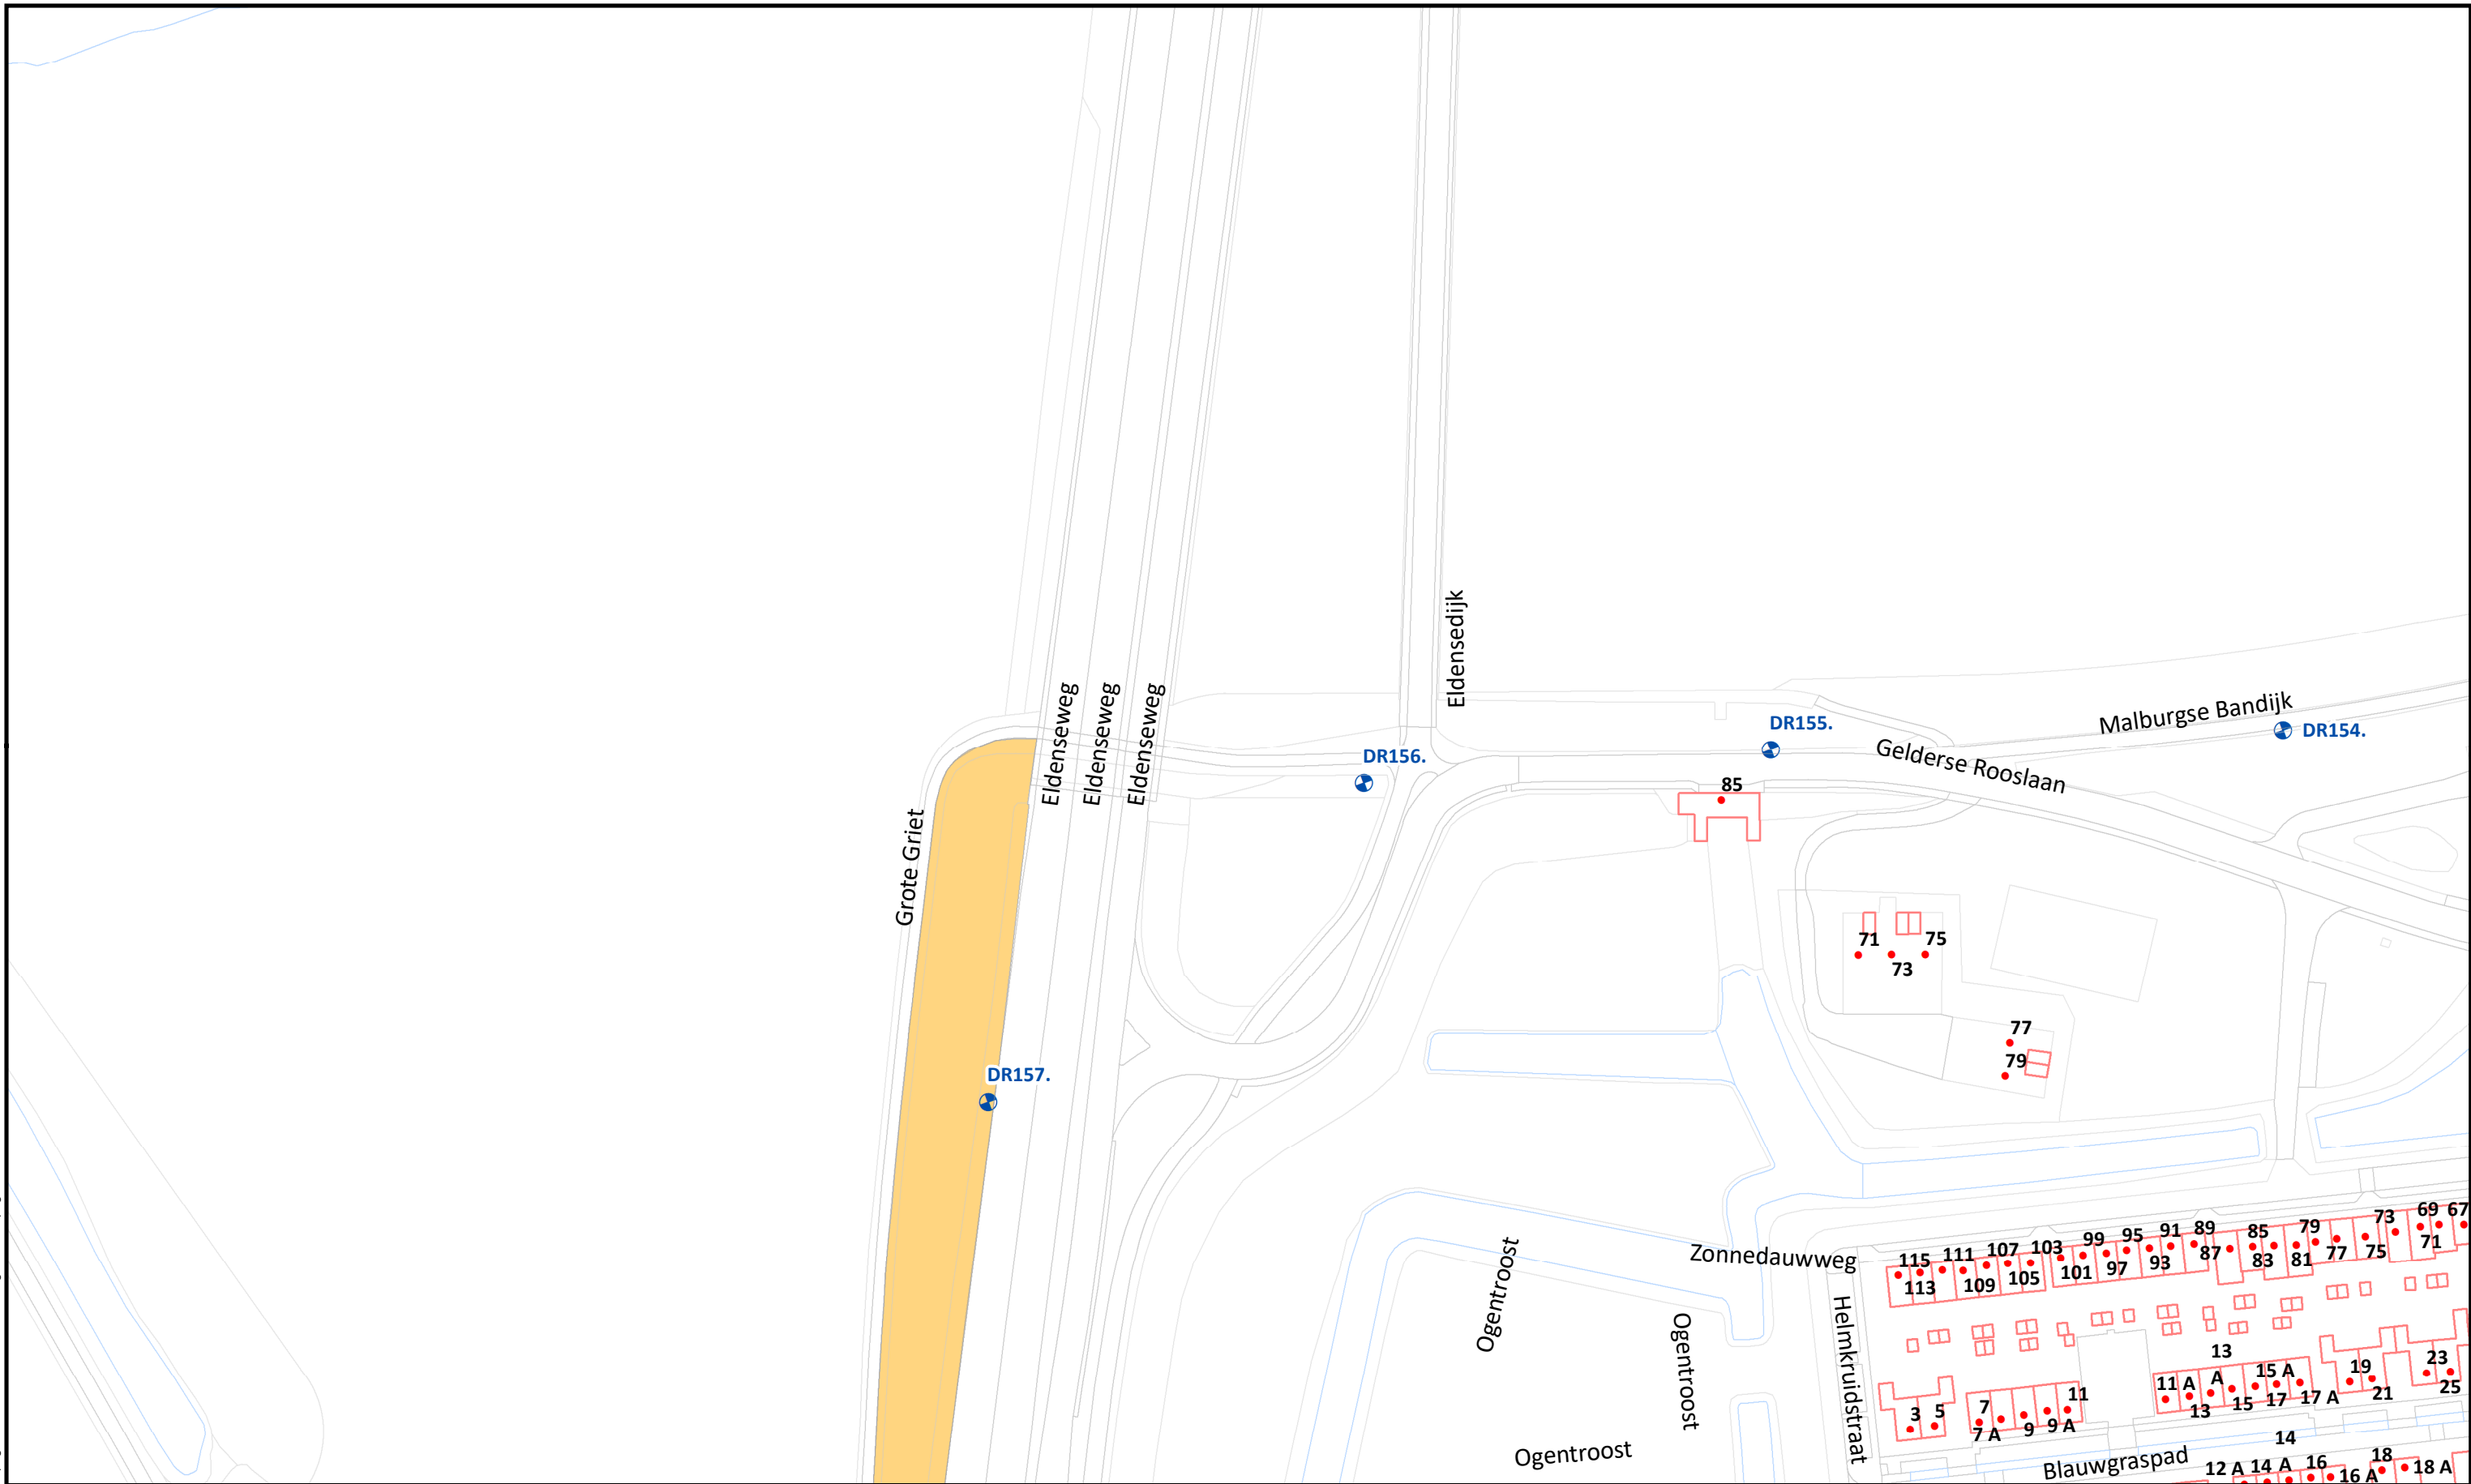 Eldensedijk
Eldenseweg
Eldenseweg
Eldenseweg
Malburgse Bandijk
DR154.
DR155.
DR156.
Gelderse Rooslaan
85
Grote Griet
71
75
73
77
79
DR157.
Zonnedauwweg
115
111
107
103
99
95
91
89
85
79
73
69
67
113
109
105
101
97
93
87
83
81
77
75
71
Ogentroost
Ogentroost
Ogentroost
Helmkruidstraat
13
15 A
19
23
11 A
A
13
15
17
17 A
21
25
3
5
7
11
7 A
9
9 A
14
Blauwgraspad
12 A
14 A
16
16 A
18
18 A